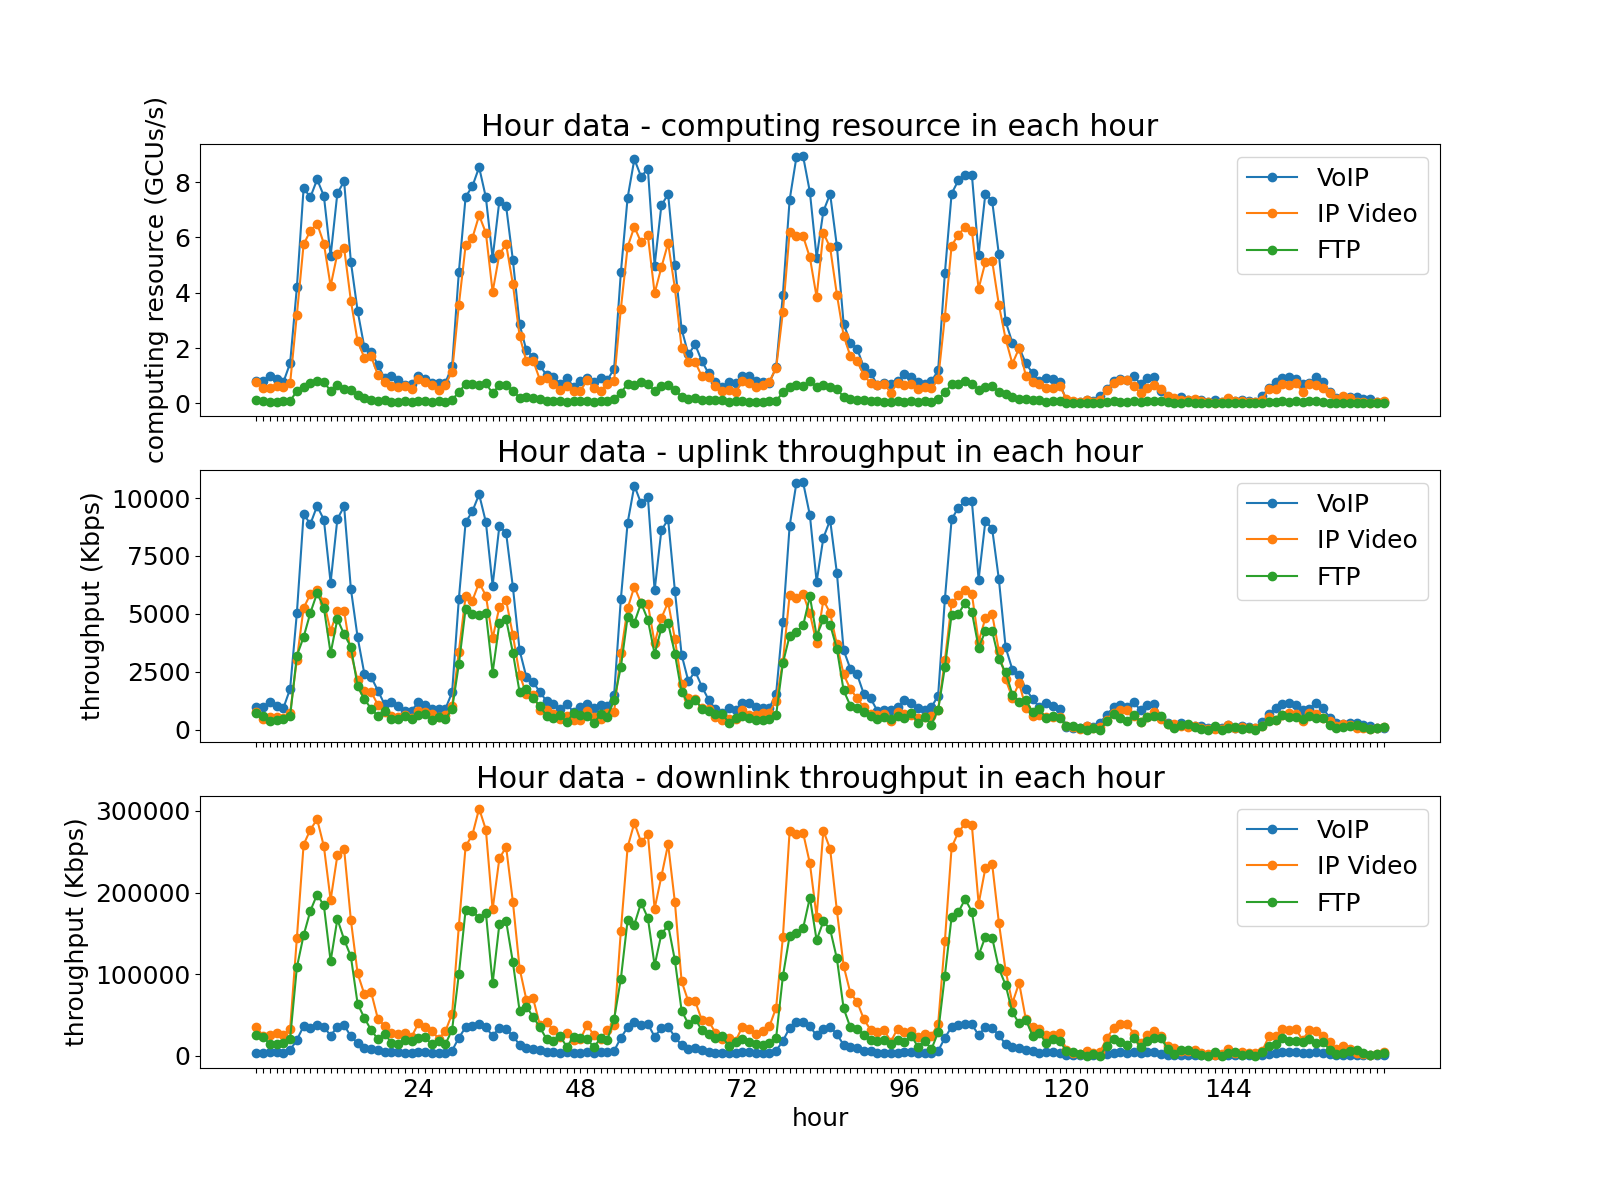 Hour data - computing resource in each hour
computing resource (GCUs/s)
8
6
4
2
0
VoIP
IP Video
FTP
Hour data - uplink throughput in each hour
throughput (Kbps)
10000
7500
5000
2500
0
VoIP
IP Video
FTP
Hour data - downlink throughput in each hour
throughput (Kbps)
300000
200000
100000
0
VoIP
IP Video
FTP
24 48 72 96 120 144
hour